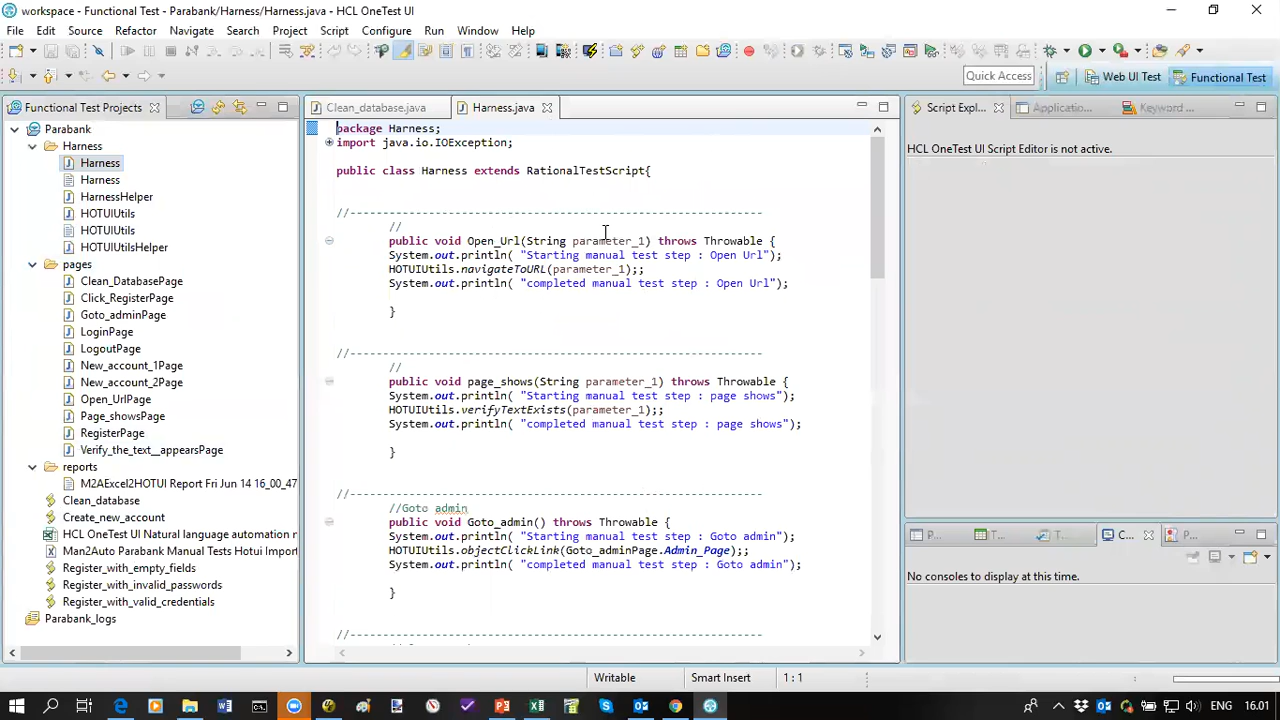 workspace - Functional Test - Parabank/Harness/Harness.java - HCL OneTest UI
File Edit Source Refactor Navigate Search Project Script Configure Run Window Help
Quick Access
Web UI Test
Functional Test
Functional Test Projects
Parabank
Harness
Harness
Harness
HarnessHelper
HOTUIUtils
HOTUIUtils
HOTUIUtilsHelper
pages
Clean_DatabasePage
Click_RegisterPage
Goto_adminPage
LoginPage
LogoutPage
New_account_1Page
New_account_2Page
Open_UrlPage
Page_showsPage
RegisterPage
Verify_the_text__appearsPage
reports
M2AExcel2HOTUI Report Fri Jun 14 16_00_47
Clean_database
Create_new_account
HCL OneTest UI Natural language automation
Man2Auto Parabank Manual Tests Hotui Import
Register_with_empty_fields
Register_with_invalid_passwords
Register_with_valid_credentials
Parabank_logs
Clean_database.java
Harness.java
package Harness;
import java.io.IOException;
public class Harness extends RationalTestScript{
//---------------------------------------------------------------
//
public void Open_Url(String parameter_1) throws Throwable {
System.out.println( "Starting manual test step : Open Url");
HOTUIUtils.navigateToURL(parameter_1);;
System.out.println( "completed manual test step : Open Url");
}
//---------------------------------------------------------------
//
public void page_shows(String parameter_1) throws Throwable {
System.out.println( "Starting manual test step : page shows");
HOTUIUtils.verifyTextExists(parameter_1);;
System.out.println( "completed manual test step : page shows");
}
//---------------------------------------------------------------
//Goto admin
public void Goto_admin() throws Throwable {
System.out.println( "Starting manual test step : Goto admin");
HOTUIUtils.objectClickLink(Goto_adminPage.Admin_Page);;
System.out.println( "completed manual test step : Goto admin");
}
//---------------------------------------------------------------
Script Expl...
Applicatio...
Keyword ...
HCL OneTest UI Script Editor is not active.
P...
T...
T...
C...
P...
No consoles to display at this time.
Writable
Smart Insert
1 : 1
ENG
16.01